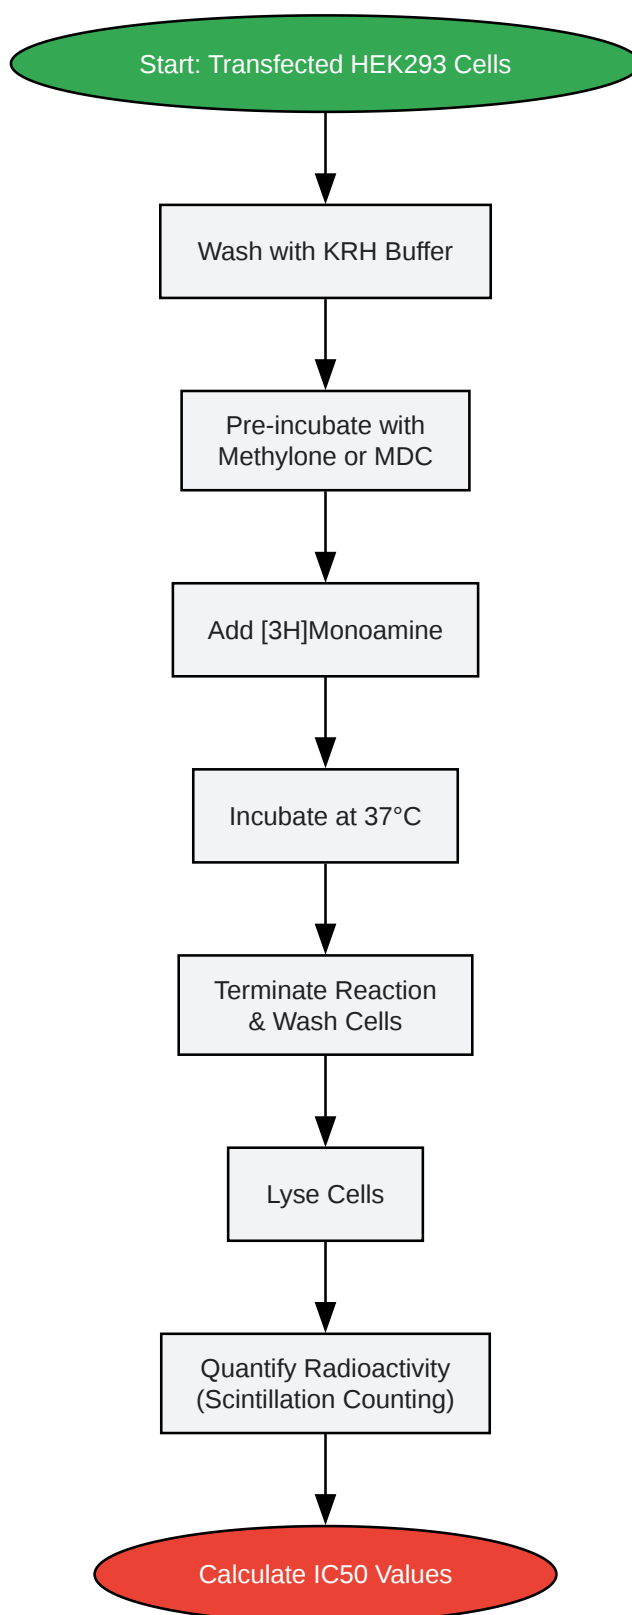 Start: Transfected HEK293 Cells
Wash with KRH Buffer
Pre-incubate with
Methylone or MDC
Add [3H]Monoamine
Incubate at 37°C
Terminate Reaction
& Wash Cells
Lyse Cells
Quantify Radioactivity
(Scintillation Counting)
Calculate IC50 Values